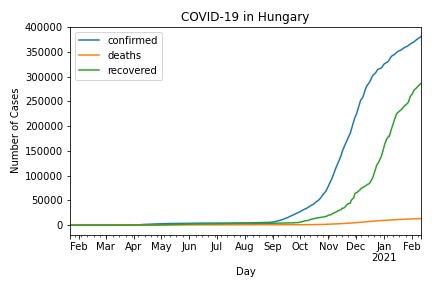 COVID-19 in Hungary
400000
350000
300000
250000
200000
150000
100000
50000
0
Number of Cases
confirmed
deaths
recovered
Feb Mar Apr May Jun Jul Aug Sep Oct Nov Dec Jan Feb
2021
Day